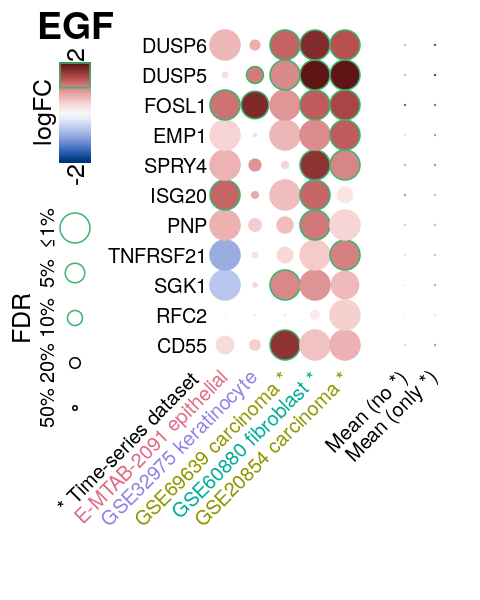 EGF
2
logFC
-2
FDR
≤1%
5%
10%
20%
50%
DUSP6
DUSP5
FOSL1
EMP1
SPRY4
ISG20
PNP
TNFRSF21
SGK1
RFC2
CD55
* Time-series dataset
E-MTAB-2091 epithelial
GSE32975 keratinocyte
GSE69639 carcinoma *
GSE60880 fibroblast *
GSE20854 carcinoma *
Mean (no *)
Mean (only *)